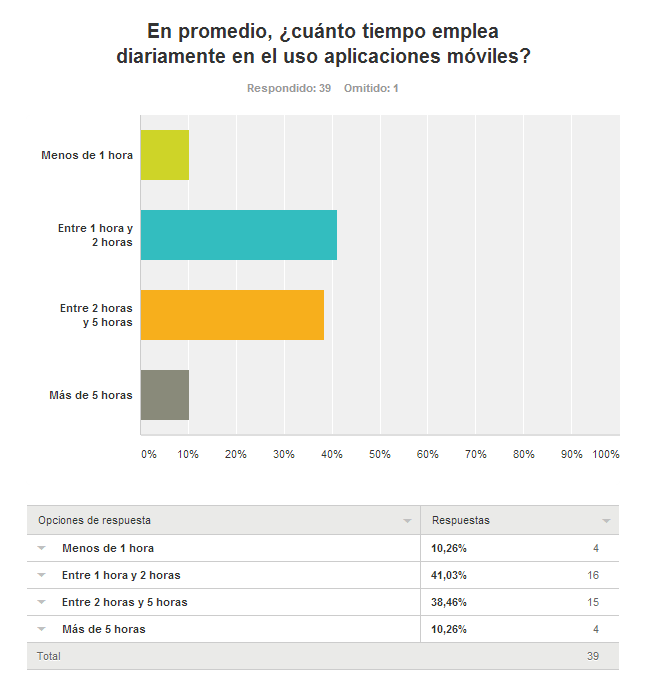 En promedio, ¿cuánto tiempo emplea
diariamente en el uso aplicaciones móviles?
Respondido: 39 Omitido: 1
Menos de 1 hora
Entre 1 hora y
2 horas
Entre 2 horas
y 5 horas
Más de 5 horas
0% 10% 20% 30% 40% 50% 60% 70% 80% 90% 100%
Opciones de respuesta Respuestas
Menos de 1 hora 10,26% 4
Entre 1 hora y 2 horas 41,03% 16
Entre 2 horas y 5 horas 38,46% 15
Más de 5 horas 10,26% 4
Total 39